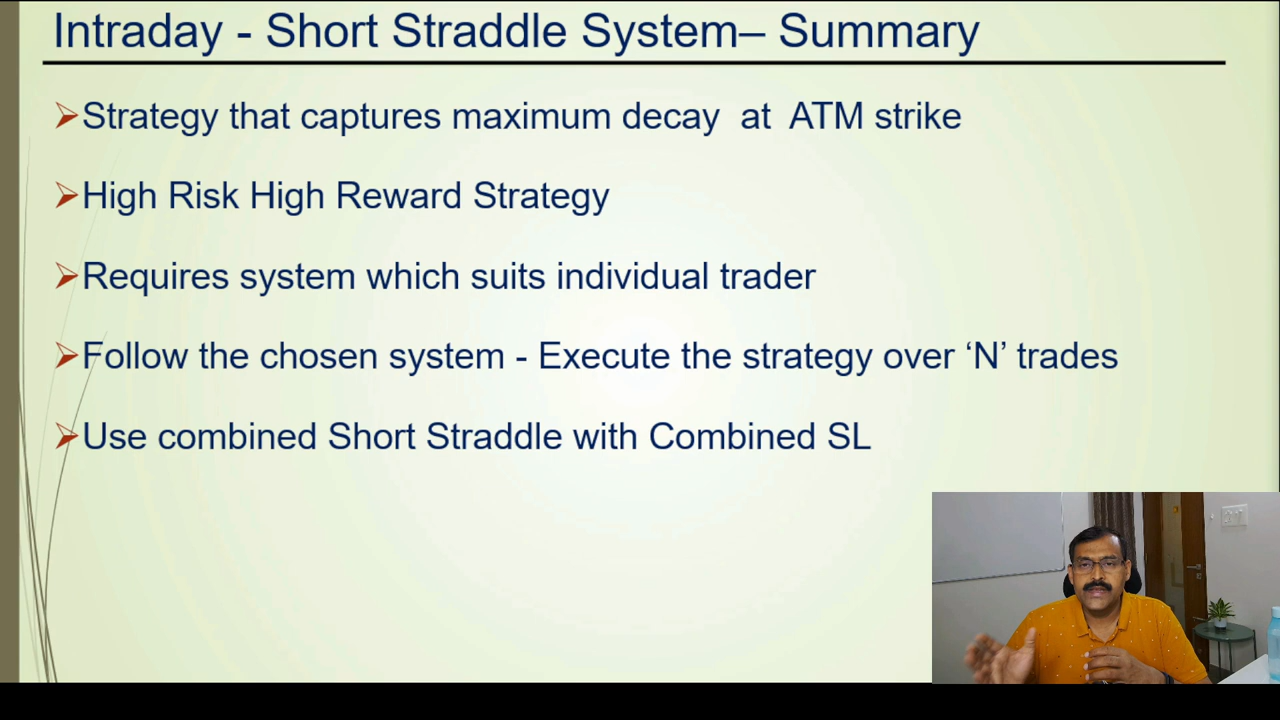 Intraday - Short Straddle System– Summary
Strategy that captures maximum decay at ATM strike
High Risk High Reward Strategy
Requires system which suits individual trader
Follow the chosen system - Execute the strategy over ‘N’ trades
Use combined Short Straddle with Combined SL